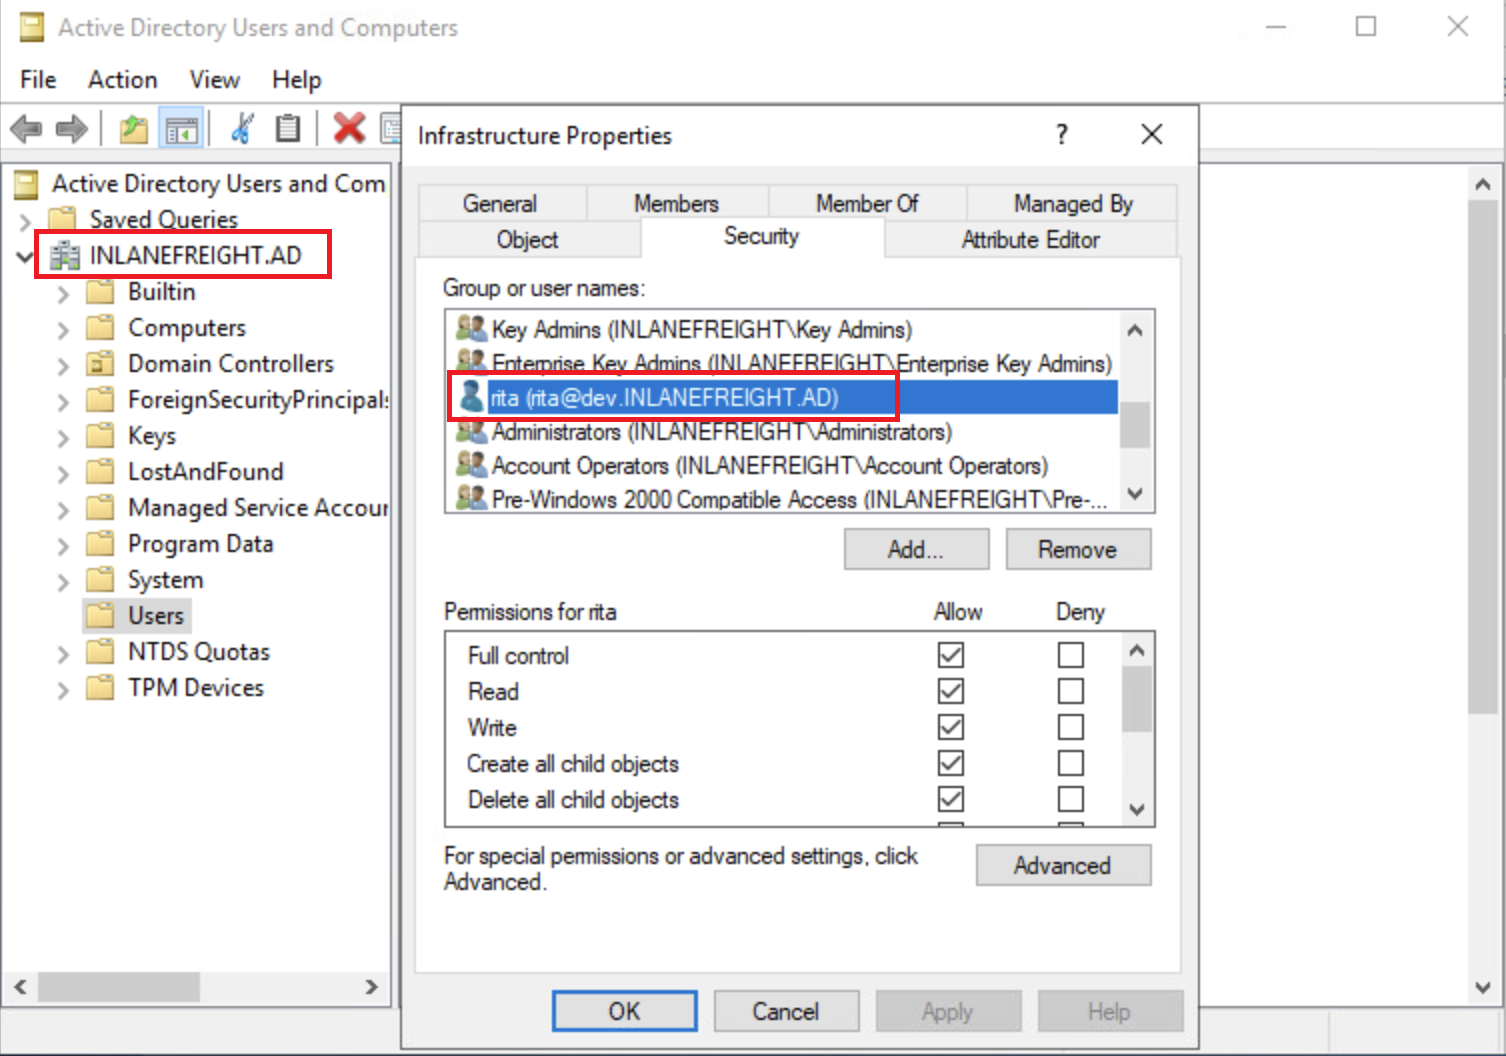 Active Directory Users and Computers
File Action View Help
Active Directory Users and Com
Saved Queries
INLANEFREIGHT.AD
Builtin
Computers
Domain Controllers
ForeignSecurityPrincipals
Keys
LostAndFound
Managed Service Accour
Program Data
System
Users
NTDS Quotas
TPM Devices
Infrastructure Properties ?
General Members Member Of Managed By
Object Security Attribute Editor
Group or user names:
Key Admins (INLANEFREIGHT\Key Admins)
Enterprise Key Admins (INLANEFREIGHT\Enterprise Key Admins)
rita (rita@dev.INLANEFREIGHT.AD)
Administrators (INLANEFREIGHT\Administrators)
Account Operators (INLANEFREIGHT\Account Operators)
Pre-Windows 2000 Compatible Access (INLANEFREIGHT\Pre-...
Add... Remove
Permissions for rita Allow Deny
Full control
Read
Write
Create all child objects
Delete all child objects
For special permissions or advanced settings, click
Advanced.
Advanced
OK Cancel Apply Help